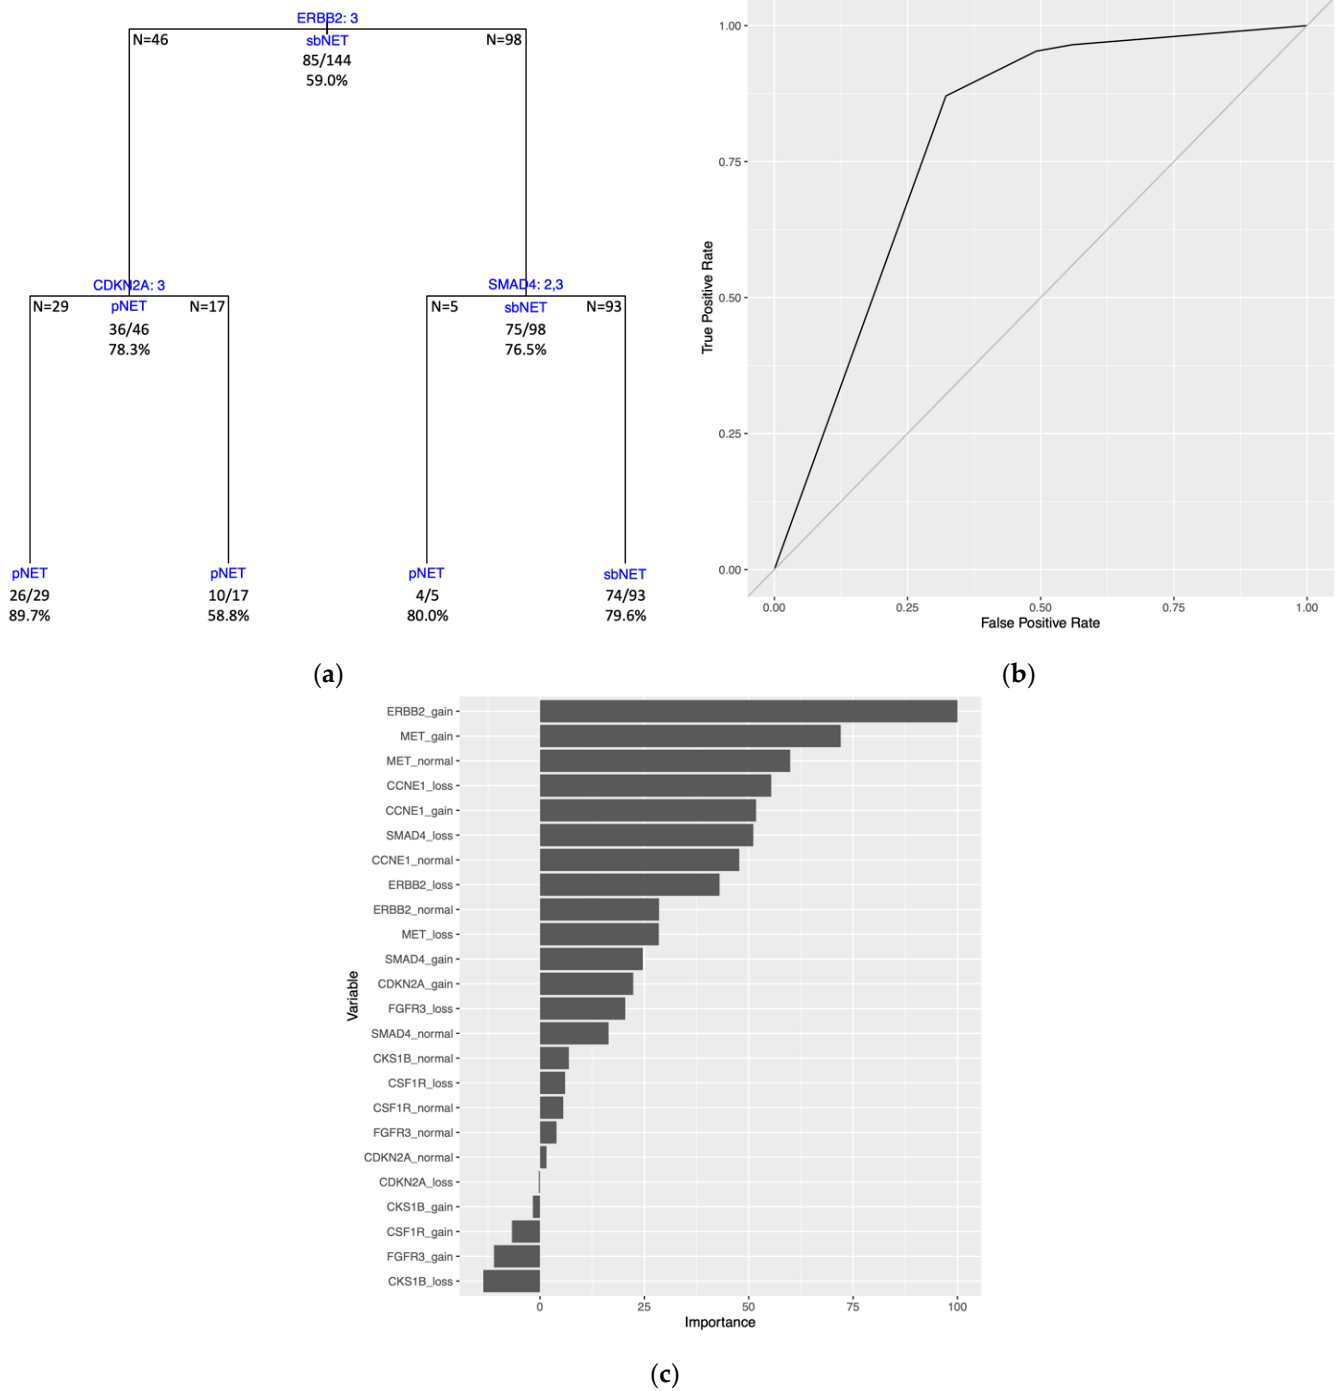 ERBB2: 3
N=46
sbNET
N=98
85/144
59.0%
CDKN2A: 3
N=29
pNET
N=17
36/46
78.3%
SMAD4: 2,3
N=5
sbNET
N=93
75/98
76.5%
pNET
26/29
89.7%
pNET
10/17
58.8%
pNET
4/5
80.0%
sbNET
74/93
79.6%
(a)
True Positive Rate
1.00
0.75
0.50
0.25
0.00
0.00 0.25 0.50 0.75 1.00
False Positive Rate
(b)
Variable
ERBB2_gain
MET_gain
MET_normal
CCNE1_loss
CCNE1_gain
SMAD4_loss
CCNE1_normal
ERBB2_loss
ERBB2_normal
MET_loss
SMAD4_gain
CDKN2A_gain
FGFR3_loss
SMAD4_normal
CKS1B_normal
CSF1R_loss
CSF1R_normal
FGFR3_normal
CDKN2A_normal
CDKN2A_loss
CKS1B_gain
CSF1R_gain
FGFR3_gain
CKS1B_loss
0 25 50 75 100
Importance
(c)